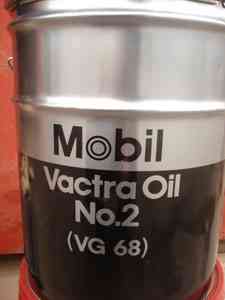 Mobil
Vactra Oil
No.2
(VG 68)